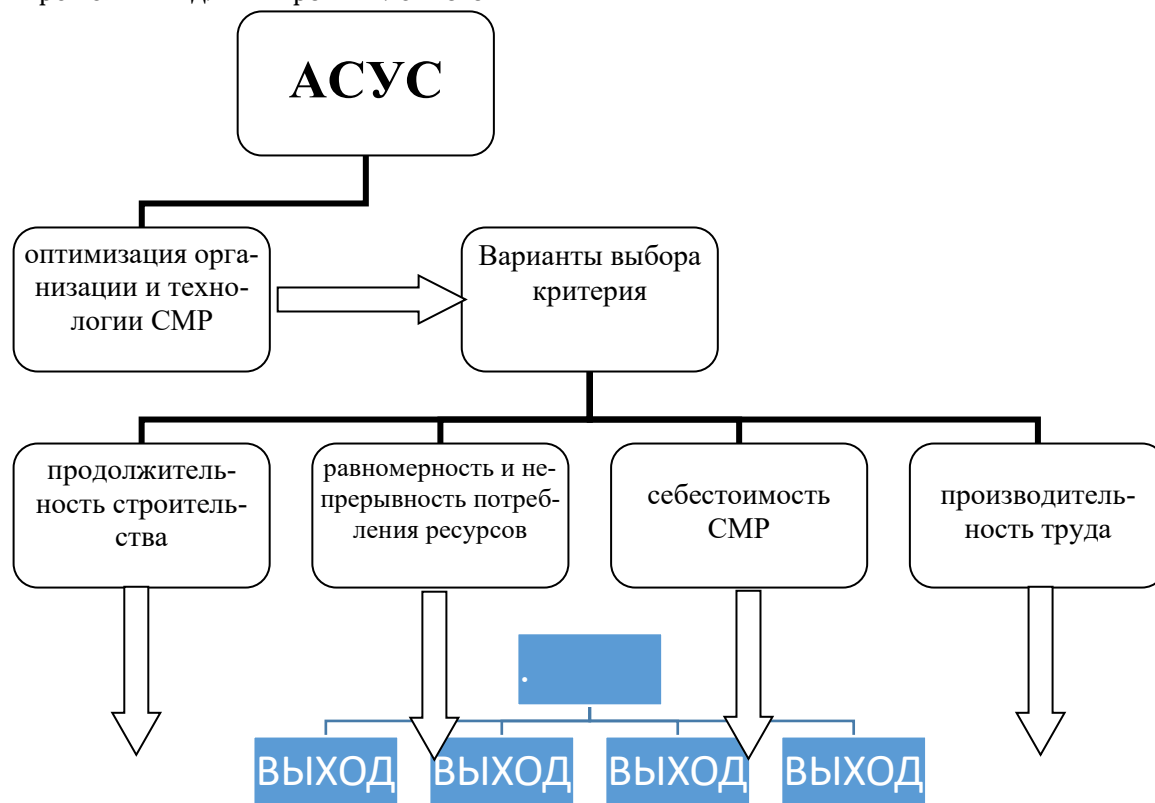 АСУС
оптимизация орга-
низации и техно-
логии СМР
Варианты выбора
критерия
продолжитель-
ность строитель-
ства
равномерность и не-
прерывность потреб-
ления ресурсов
себестоимость
СМР
производитель-
ность труда
.
ВЫХОД
ВЫХОД
ВЫХОД
ВЫХОД